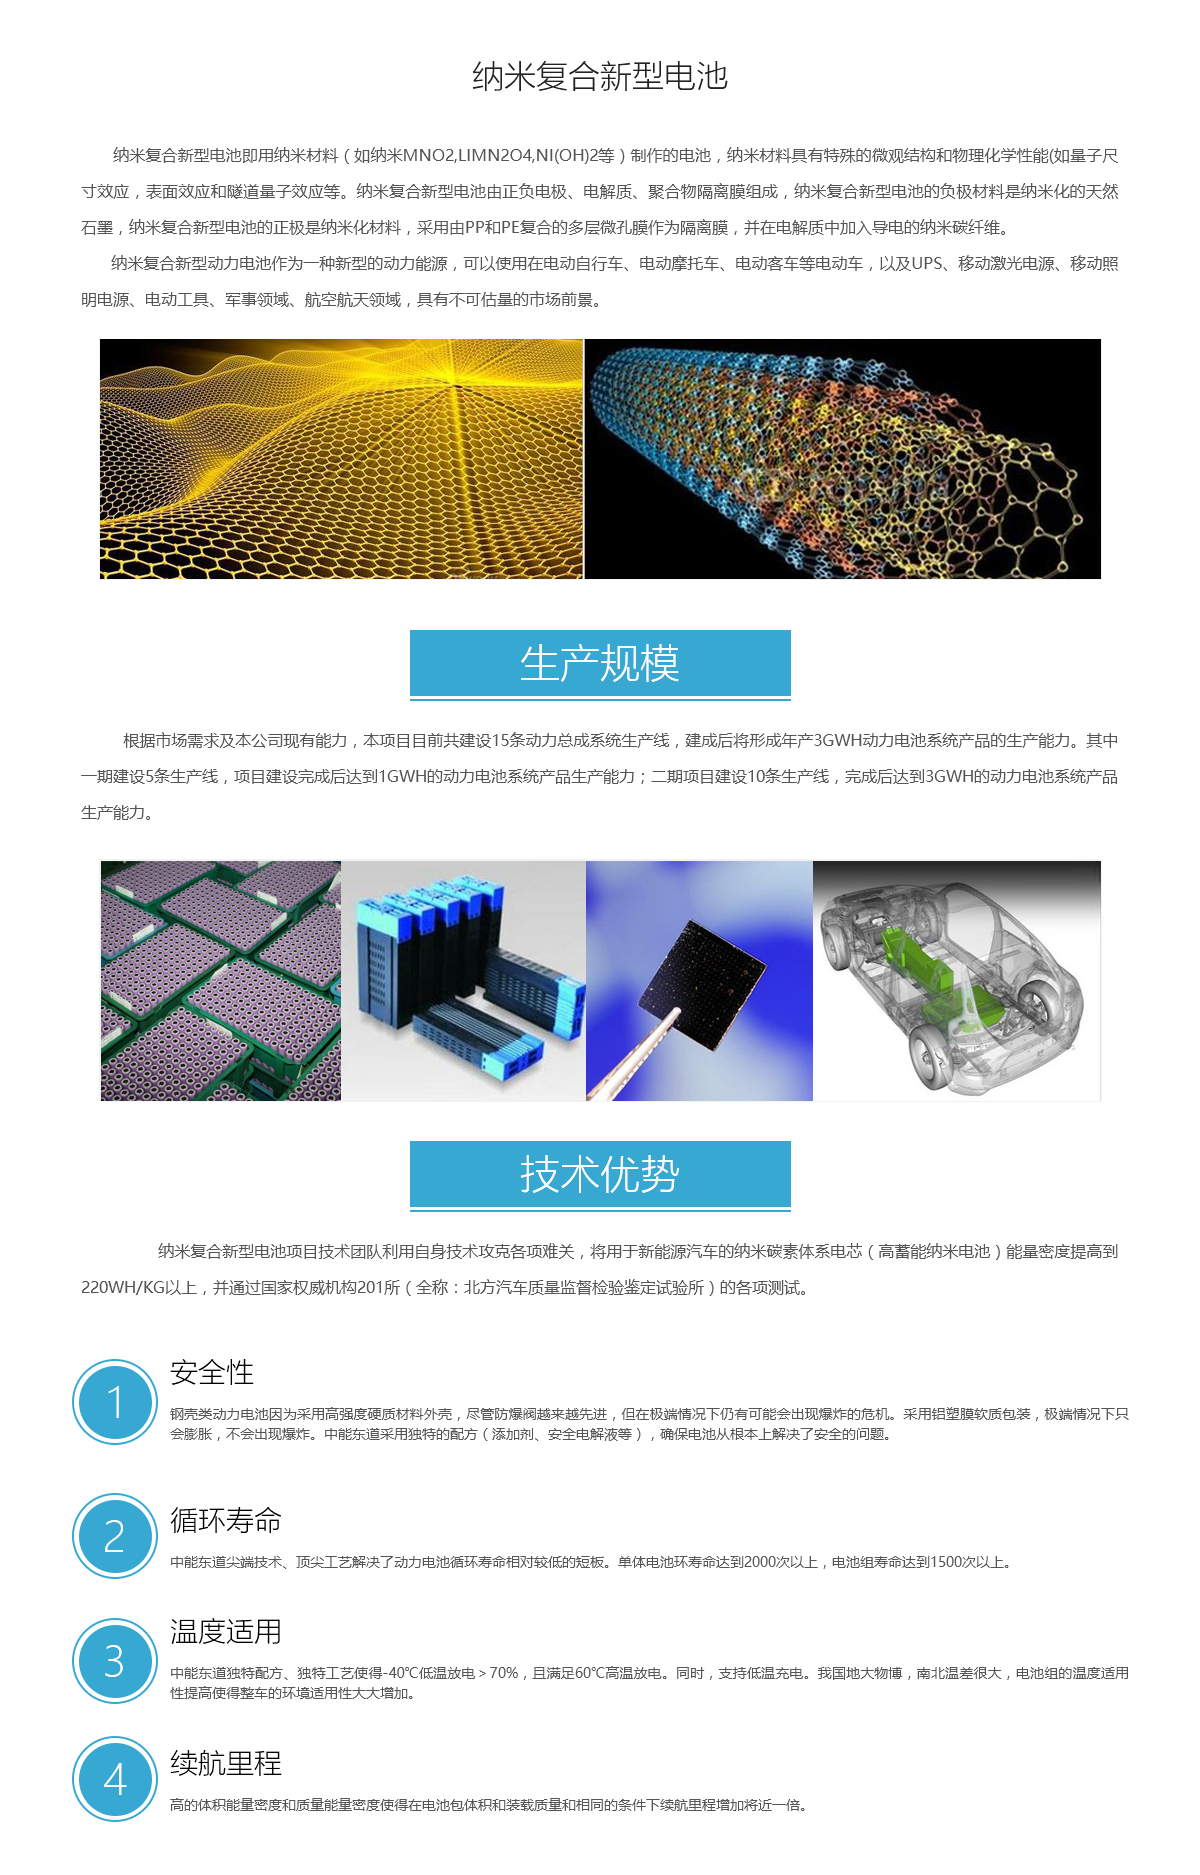 纳米复合新型电池
纳米复合新型电池即用纳米材料（如纳米MNO2,LIMN2O4,NI(OH)2等）制作的电池，纳米材料具有特殊的微观结构和物理化学性能(如量子尺
寸效应，表面效应和隧道量子效应等。纳米复合新型电池由正负电极、电解质、聚合物隔离膜组成，纳米复合新型电池的负极材料是纳米化的天然
石墨，纳米复合新型电池的正极是纳米化材料，采用由PP和PE复合的多层微孔膜作为隔离膜，并在电解质中加入导电的纳米碳纤维。
纳米复合新型动力电池作为一种新型的动力能源，可以使用在电动自行车、电动摩托车、电动客车等电动车，以及UPS、移动激光电源、移动照
明电源、电动工具、军事领域、航空航天领域，具有不可估量的市场前景。
生产规模
根据市场需求及本公司现有能力，本项目目前共建设15条动力总成系统生产线，建成后将形成年产3GWH动力电池系统产品的生产能力。其中
一期建设5条生产线，项目建设完成后达到1GWH的动力电池系统产品生产能力；二期项目建设10条生产线，完成后达到3GWH的动力电池系统产品
生产能力。
技术优势
纳米复合新型电池项目技术团队利用自身技术攻克各项难关，将用于新能源汽车的纳米碳素体系电芯（高蓄能纳米电池）能量密度提高到
220WH/KG以上，并通过国家权威机构201所（全称：北方汽车质量监督检验鉴定试验所）的各项测试。
1
安全性
钢壳类动力电池因为采用高强度硬质材料外壳，尽管防爆阀越来越先进，但在极端情况下仍有可能会出现爆炸的危机。采用铝塑膜软质包装，极端情况下只
会膨胀，不会出现爆炸。中能东道采用独特的配方（添加剂、安全电解液等），确保电池从根本上解决了安全的问题。
2
循环寿命
中能东道尖端技术、顶尖工艺解决了动力电池循环寿命相对较低的短板。单体电池环寿命达到2000次以上，电池组寿命达到1500次以上。
3
温度适用
中能东道独特配方、独特工艺使得-40℃低温放电＞70%，且满足60℃高温放电。同时，支持低温充电。我国地大物博，南北温差很大，电池组的温度适用
性提高使得整车的环境适用性大大增加。
4
续航里程
高的体积能量密度和质量能量密度使得在电池包体积和装载质量和相同的条件下续航里程增加将近一倍。